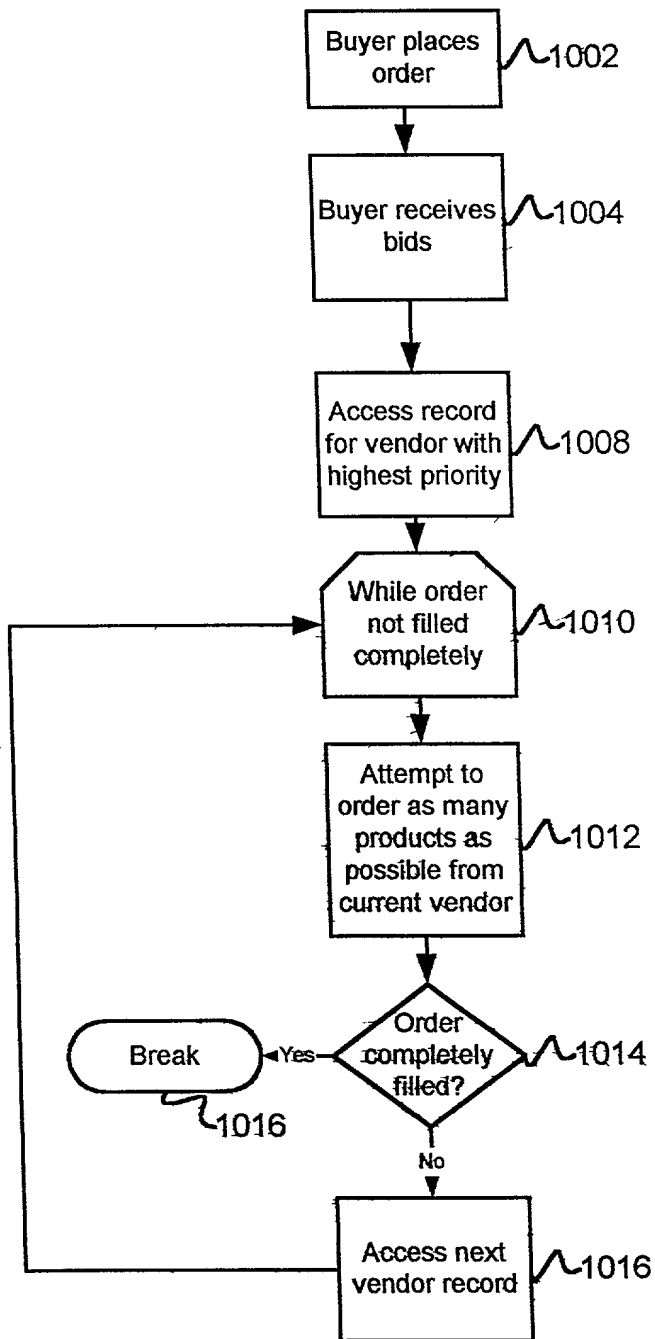 Buyer places
order
1002
Buyer receives
bids
1004
Access record
for vendor with
highest priority
1008
While order
not filled
completely
1010
Attempt to
order as many
products as
possible from
current vendor
1012
Order
completely
filled?
1014
Yes
Break
1016
No
Access next
vendor record
1016